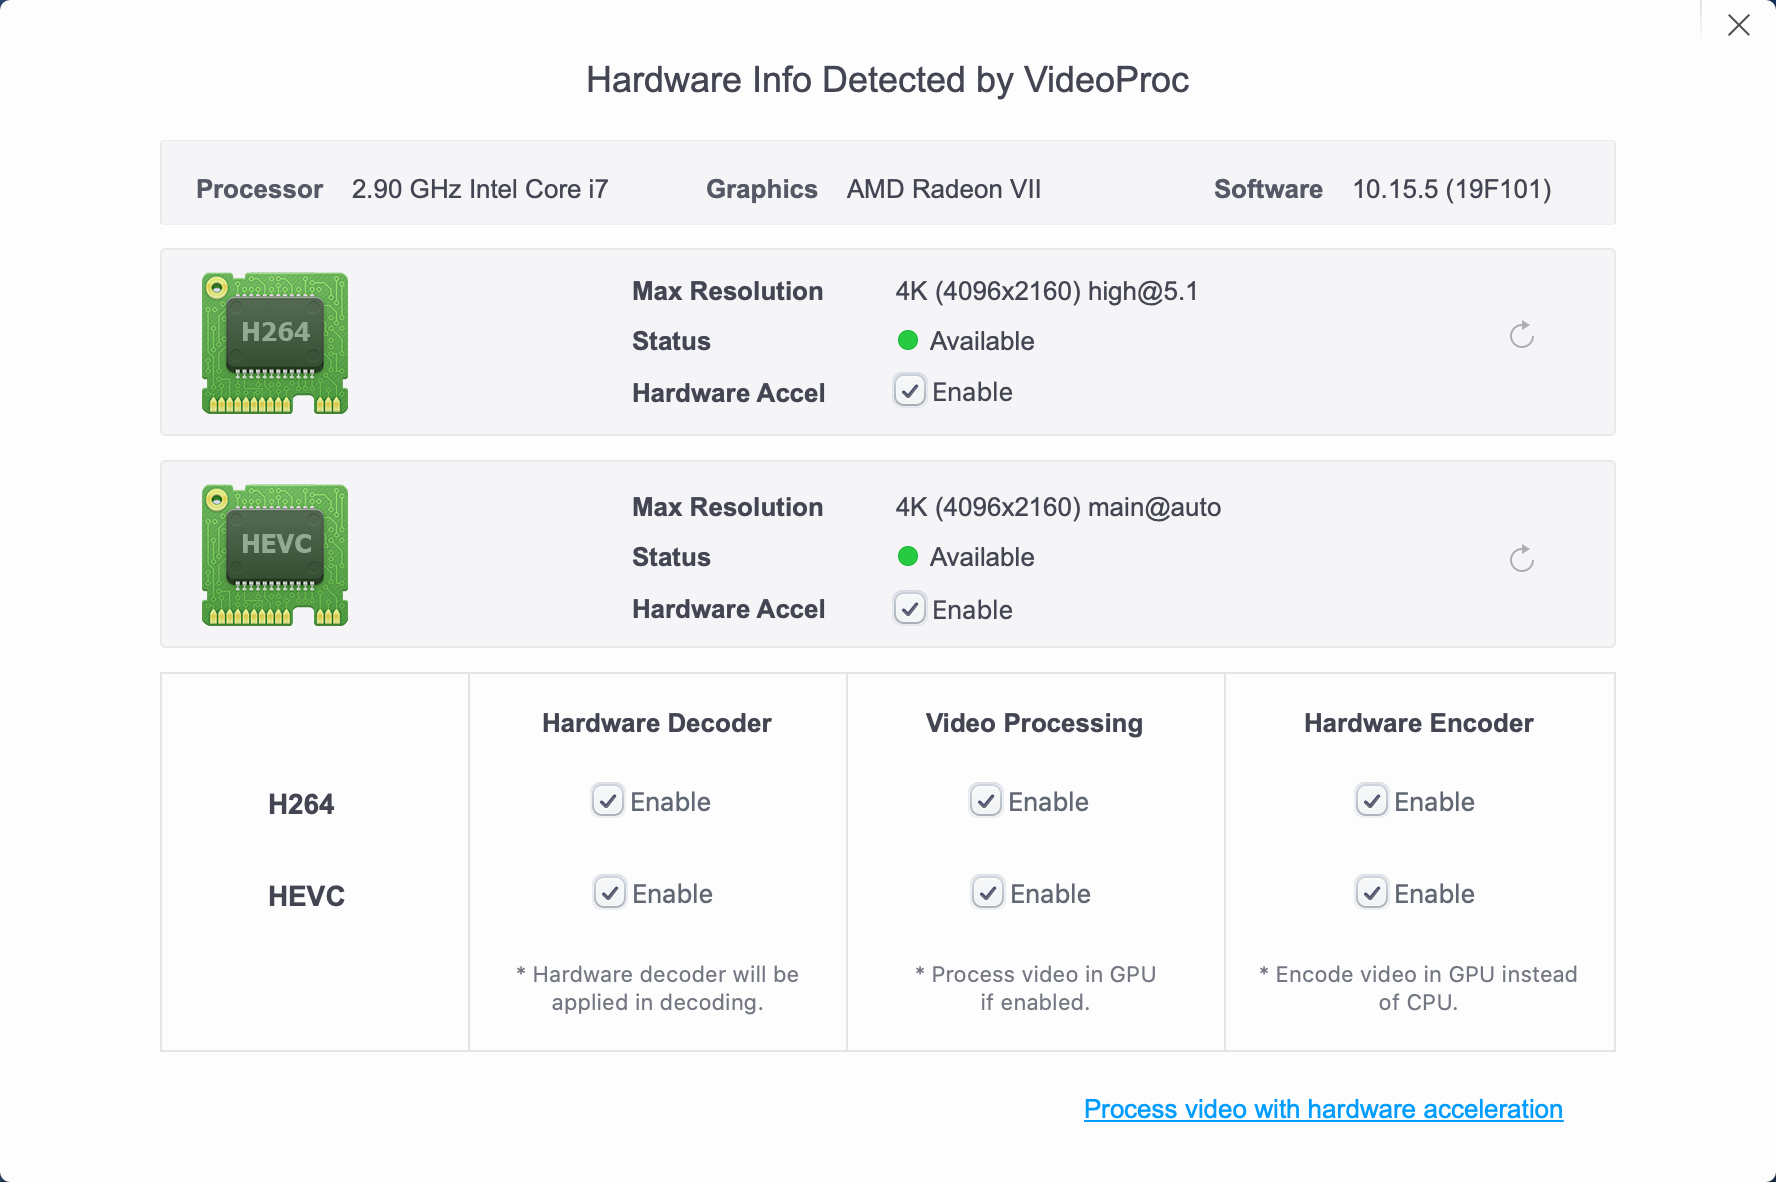 Hardware Info Detected by VideoProc
Processor 2.90 GHz Intel Core i7 Graphics AMD Radeon VII Software 10.15.5 (19F101)
H264
Max Resolution 4K (4096x2160) high@5.1
Status Available
Hardware Accel Enable
HEVC
Max Resolution 4K (4096x2160) main@auto
Status Available
Hardware Accel Enable
Hardware Decoder Video Processing Hardware Encoder
H264 Enable Enable Enable
HEVC Enable Enable Enable
* Hardware decoder will be
applied in decoding.
* Process video in GPU
if enabled.
* Encode video in GPU instead
of CPU.
Process video with hardware acceleration